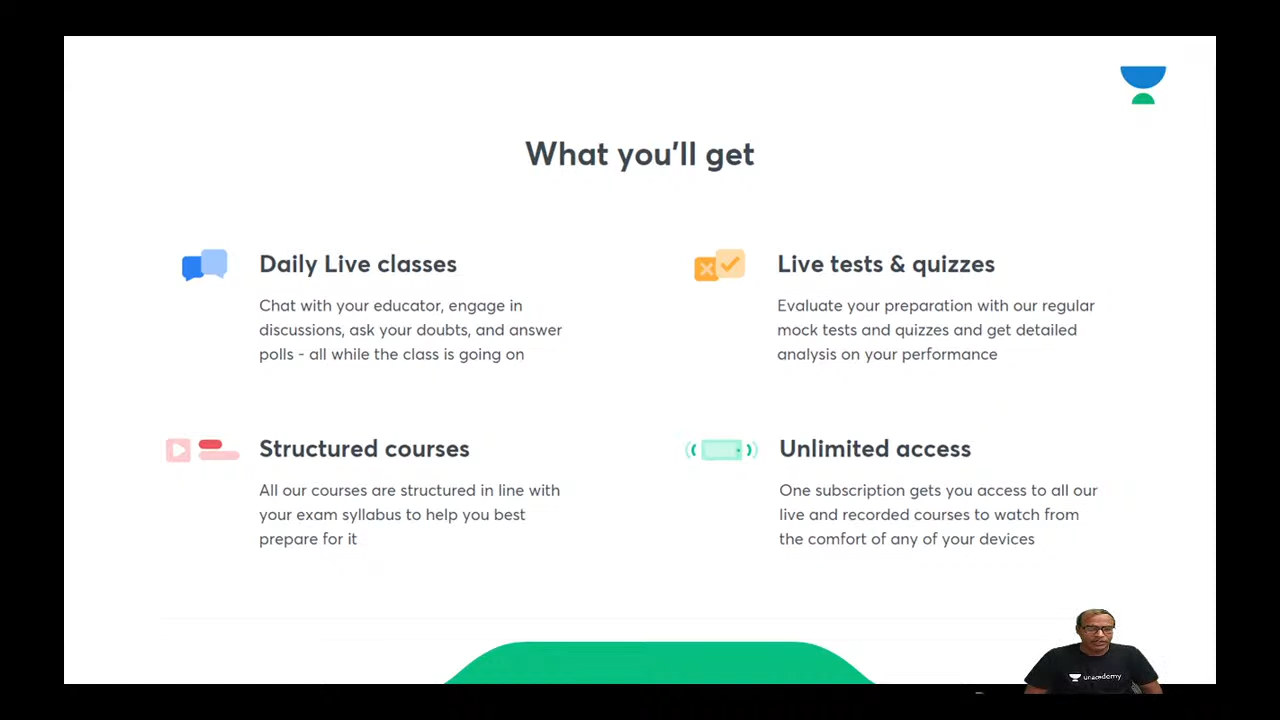 What you'll get
Daily Live classes
Chat with your educator, engage in
discussions, ask your doubts, and answer
polls - all while the class is going on
Live tests & quizzes
Evaluate your preparation with our regular
mock tests and quizzes and get detailed
analysis on your performance
Structured courses
All our courses are structured in line with
your exam syllabus to help you best
prepare for it
Unlimited access
One subscription gets you access to all our
live and recorded courses to watch from
the comfort of any of your devices
unacademy